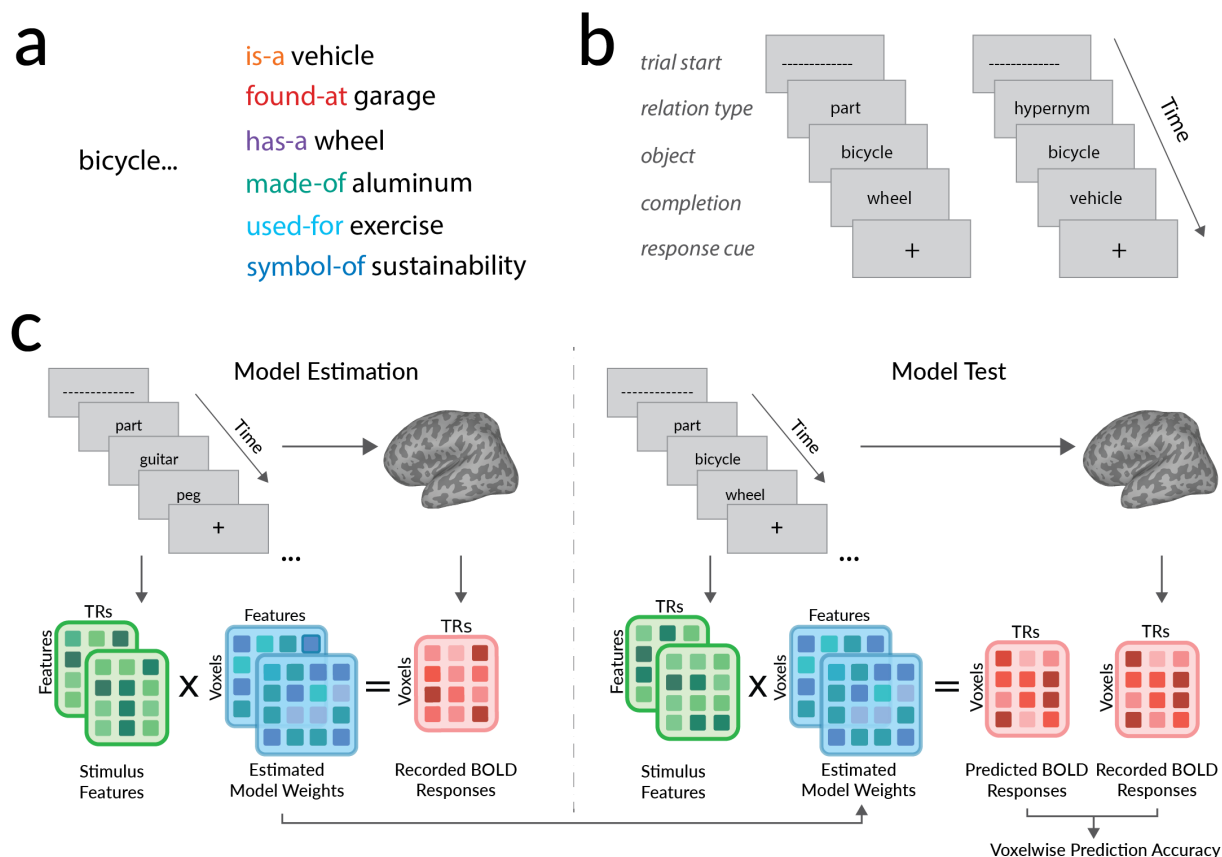 a
bicycle...
is-a vehicle
found-at garage
has-a wheel
made-of aluminum
used-for exercise
symbol-of sustainability
b
trial start
relation type
object
completion
response cue
-------------
part
bicycle
wheel
+
-------------
hypernym
bicycle
vehicle
+
Time
c
Model Estimation
-------------
part
guitar
peg
+
...
Time
TRs
Features
x
Features
Voxels
=
TRs
Voxels
Stimulus
Features
Estimated
Model Weights
Recorded BOLD
Responses
Model Test
-------------
part
bicycle
wheel
+
...
Time
TRs
Features
x
Features
Voxels
=
TRs
Voxels
TRs
Voxels
Stimulus
Features
Estimated
Model Weights
Predicted BOLD
Responses
Recorded BOLD
Responses
Voxelwise Prediction Accuracy